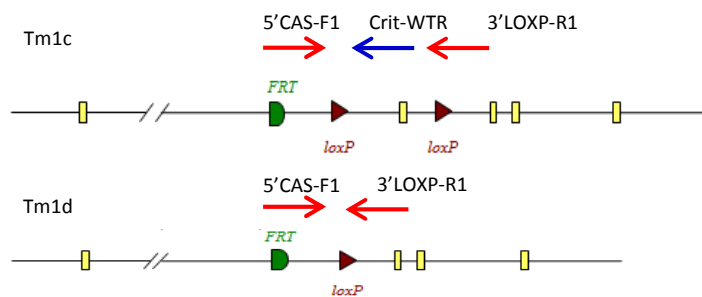 5'CAS-F1 Crit-WTR 3'LOXP-R1
Tm1c
FRT
loxP loxP
5'CAS-F1 3'LOXP-R1
Tm1d
FRT
loxP